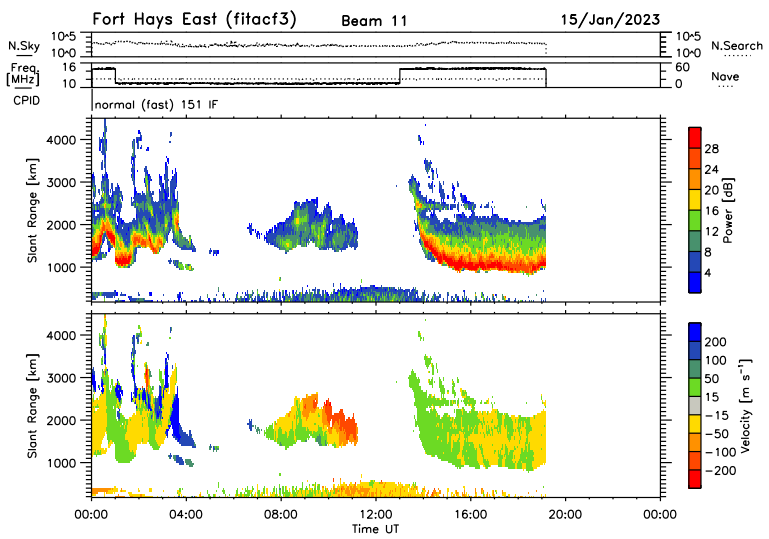 Fort Hays East (fitacf3) Beam 11 15/Jan/2023
N.Sky 10^5 10^0 10^5 10^0 N.Search
Freq. [MHz] 16 10 60 0 Nave
CPID normal (fast) 151 IF
Slant Range [km]
4000
3000
2000
1000
28
24
20
16
12
8
4
Power [dB]
Slant Range [km]
4000
3000
2000
1000
200
100
50
15
-15
-50
-100
-200
Velocity [m s⁻¹]
00:00 04:00 08:00 12:00 16:00 20:00 00:00
Time UT